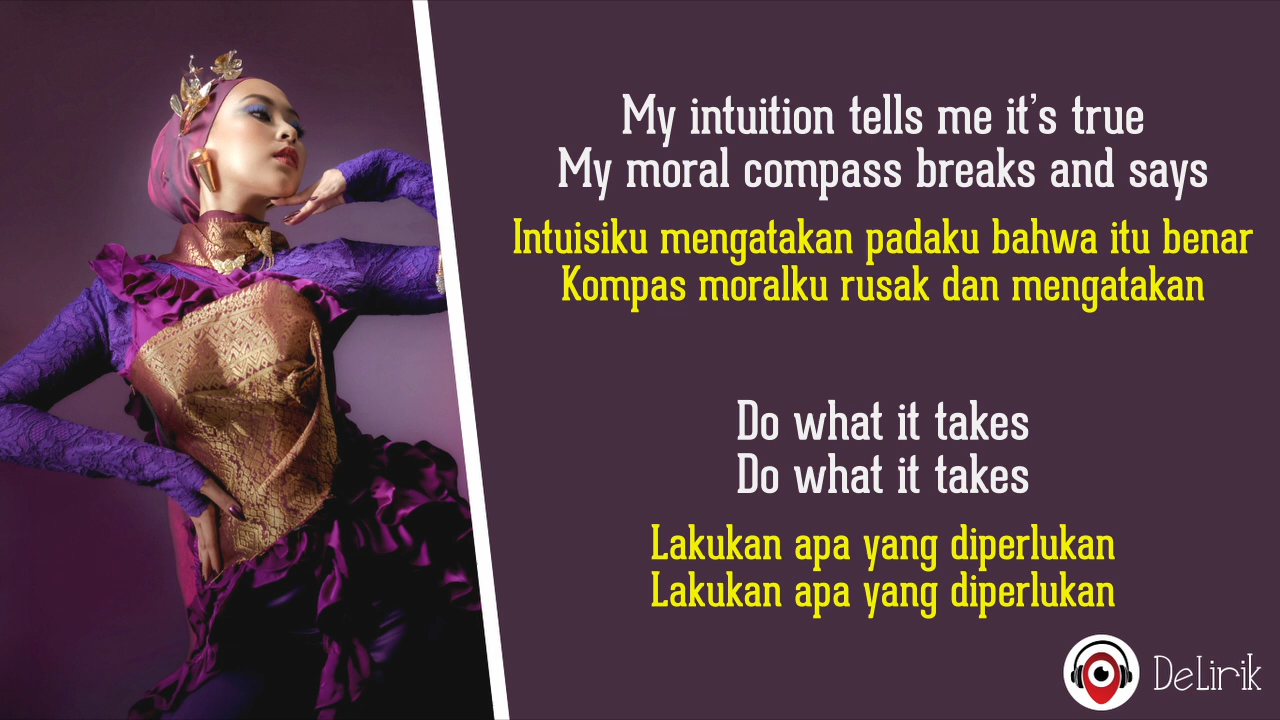 My intuition tells me it's true
My moral compass breaks and says
Intuisiku mengatakan padaku bahwa itu benar
Kompas moralku rusak dan mengatakan
Do what it takes
Do what it takes
Lakukan apa yang diperlukan
Lakukan apa yang diperlukan
DeLirik